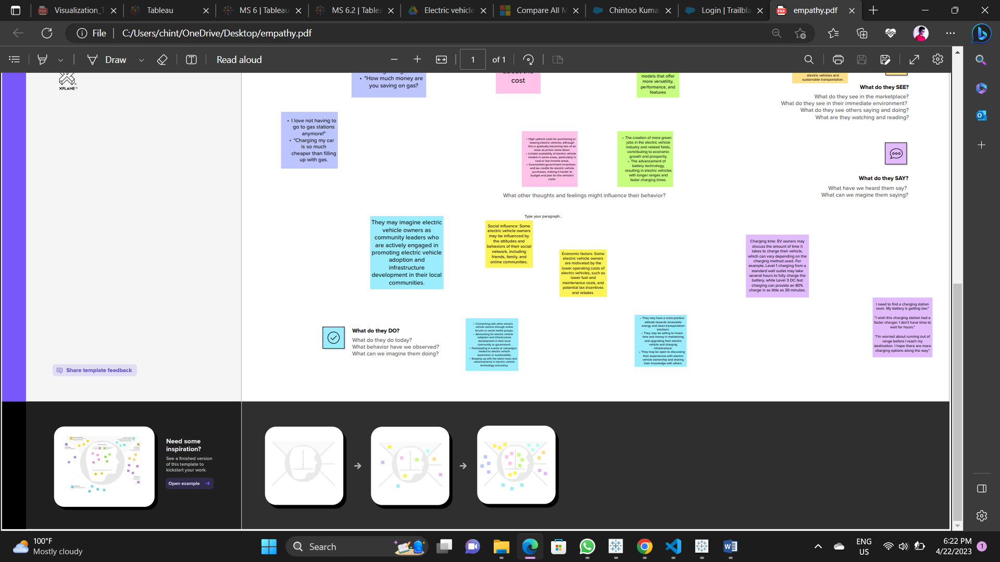 Visualization_T
Tableau
MS 6 | Tableau
MS 6.2 | Tablea
Electric vehicle
Compare All M
Chintoo Kuma
Login | Trailbla
empathy.pdf
File
C:/Users/chint/OneDrive/Desktop/empathy.pdf
Draw
Read aloud
1
of 1
XPLANE
• "How much money are
you saving on gas?
cost
models that offer
more versatility,
performance, and
features
electric vehicles and
sustainable transportation.
What do they SEE?
What do they see in the marketplace?
What do they see in their immediate environment?
What do they see others saying and doing?
What are they watching and reading?
• I love not having to
go to gas stations
anymore!"
• "Charging my car
is so much
cheaper than filling
up with gas.
• High upfront costs for purchasing or
leasing electric vehicles, although
this is gradually becoming less of an
issue as prices come down.
• Limited availability of electric vehicle
models in some areas, particularly in
rural or low-income areas.
• Inconsistent government incentives
and tax credits for electric vehicle
purchases, making it harder to
budget and plan for the vehicle's
costs.
• The creation of more green
jobs in the electric vehicle
industry and related fields,
contributing to economic
growth and prosperity.
• The advancement of
battery technology,
resulting in electric vehicles
with longer ranges and
faster charging times.
What do they SAY?
What have we heard them say?
What can we magine them saying?
What other thoughts and feelings might influence their behavior?
Type your paragraph...
They may imagine electric
vehicle owners as
community leaders who
are actively engaged in
promoting electric vehicle
adoption and
infrastructure
development in their local
communities.
Social influence: Some
electric vehicle owners
may be influenced by
the attitudes and
behaviors of their social
network, including
friends, family, and
online communities.
Economic factors: Some
electric vehicle owners
are motivated by the
lower operating costs of
electric vehicles, such as
lower fuel and
maintenance costs, and
potential tax incentives
and rebates.
Charging time: EV owners may
discuss the amount of time it
takes to charge their vehicle,
which can vary depending on the
charging method used. For
example, Level 1 charging from a
standard wall outlet may take
several hours to fully charge the
battery, while Level 3 DC fast
charging can provide an 80%
charge in as little as 30 minutes.
I need to find a charging station
soon. My battery is getting low."
"I wish this charging station had a
faster charger. I don't have time to
wait for hours."
"I'm worried about running out of
range before I reach my
destination. I hope there are more
charging options along the way."
What do they DO?
What do they do today?
What behavior have we observed?
What can we imagine them doing?
• Connecting with other electric
vehicle owners through online
forums or social media groups.
• Advocating for electric vehicle
adoption and infrastructure
development in their local
community or government.
• Participating in events or campaigns
related to electric vehicle
awareness or sustainability.
• Keeping up with the latest news and
advancements in electric vehicle
technology and policy.
• They may have a more positive
attitude towards renewable
energy and clean transportation
solutions.
• They may be willing to invest
time and money in maintaining
and upgrading their electric
vehicle and charging
infrastructure.
• They may be open to discussing
their experiences with electric
vehicle ownership and sharing
their knowledge with others.
Share template feedback
Need some
inspiration?
See a finished version
of this template to
kickstart your work.
Open example
100°F
Mostly cloudy
Search
ENG
US
6:22 PM
4/22/2023
1